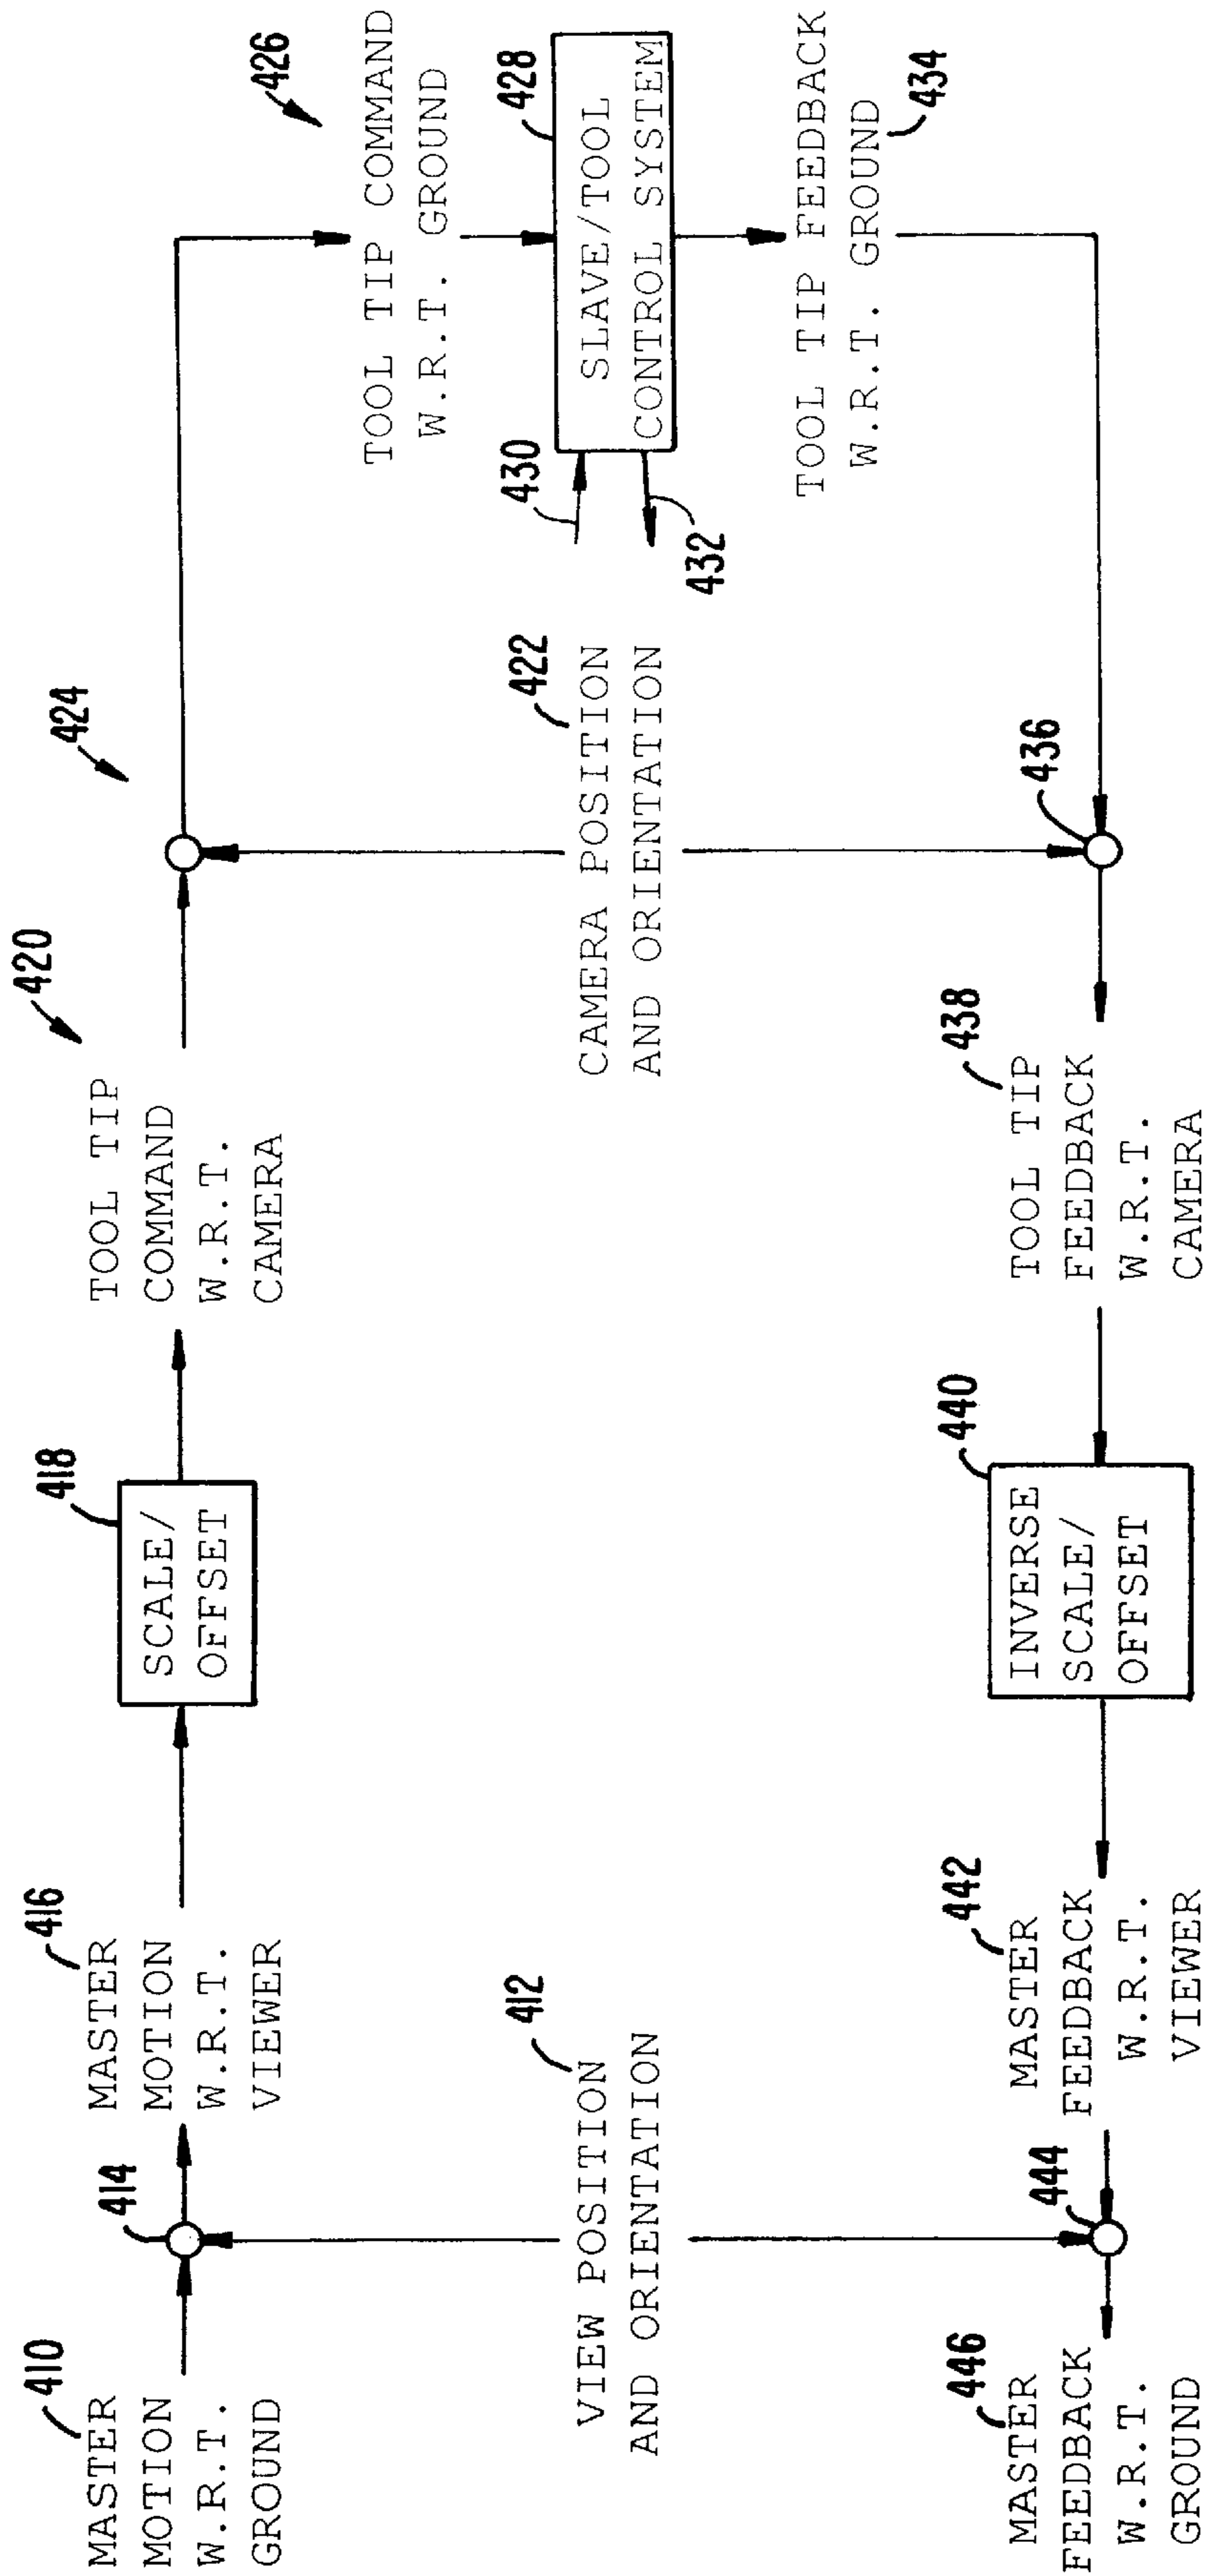 410
MASTER
MOTION
W.R.T.
GROUND
414
416
MASTER
MOTION
W.R.T.
VIEWER
418
SCALE/
OFFSET
420
TOOL TIP
COMMAND
W.R.T.
CAMERA
424
426
TOOL TIP COMMAND
W.R.T. GROUND
428
SLAVE/TOOL
CONTROL SYSTEM
430
432
412
VIEW POSITION
AND ORIENTATION
422
CAMERA POSITION
AND ORIENTATION
TOOL TIP FEEDBACK
W.R.T. GROUND
434
436
438
TOOL TIP
FEEDBACK
W.R.T.
CAMERA
440
INVERSE
SCALE/
OFFSET
442
MASTER
FEEDBACK
W.R.T.
VIEWER
444
446
MASTER
FEEDBACK
W.R.T.
GROUND